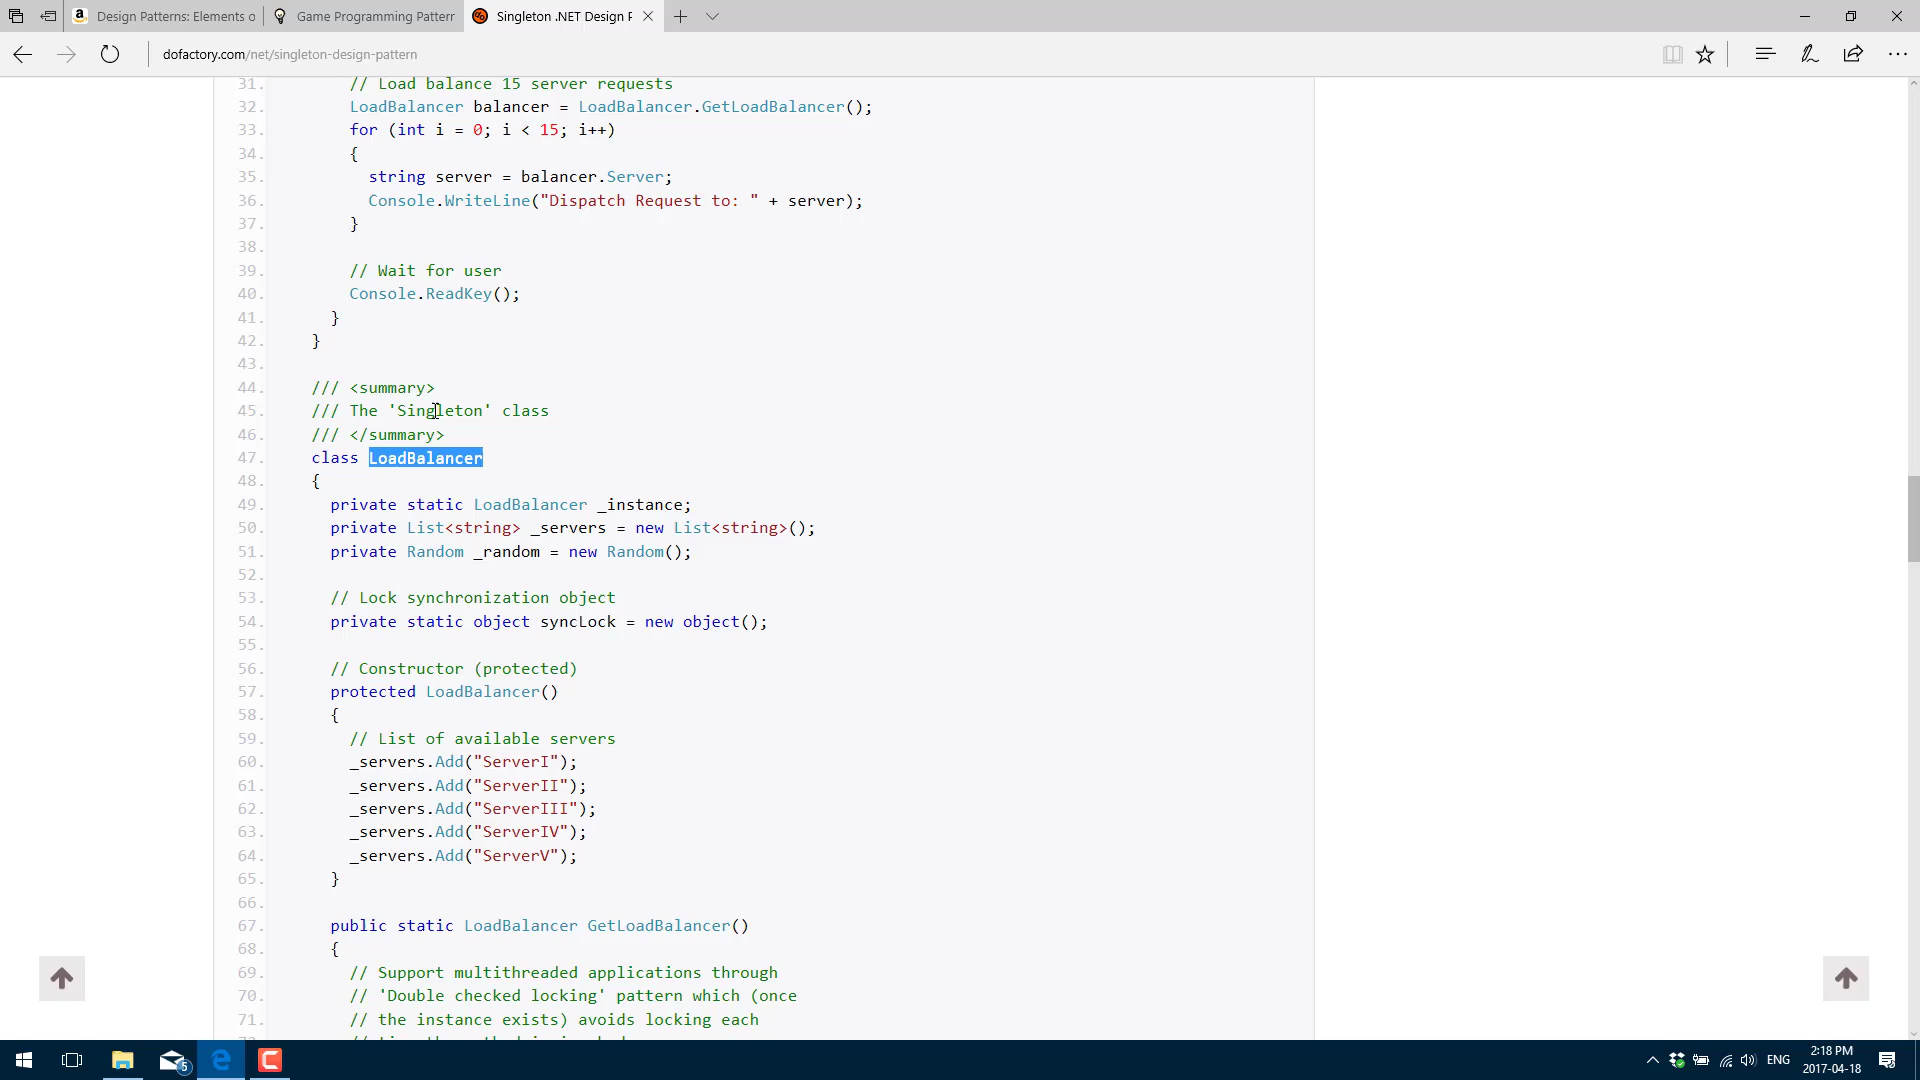 Design Patterns: Elements o
Game Programming Pattern
Singleton .NET Design P
dofactory.com/net/singleton-design-pattern
31. // Load balance 15 server requests
32. LoadBalancer balancer = LoadBalancer.GetLoadBalancer();
33. for (int i = 0; i < 15; i++)
34. {
35. string server = balancer.Server;
36. Console.WriteLine("Dispatch Request to: " + server);
37. }
38.
39. // Wait for user
40. Console.ReadKey();
41. }
42. }
43.
44. /// <summary>
45. /// The 'Singleton' class
46. /// </summary>
47. class LoadBalancer
48. {
49. private static LoadBalancer _instance;
50. private List<string> _servers = new List<string>();
51. private Random _random = new Random();
52.
53. // Lock synchronization object
54. private static object syncLock = new object();
55.
56. // Constructor (protected)
57. protected LoadBalancer()
58. {
59. // List of available servers
60. _servers.Add("ServerI");
61. _servers.Add("ServerII");
62. _servers.Add("ServerIII");
63. _servers.Add("ServerIV");
64. _servers.Add("ServerV");
65. }
66.
67. public static LoadBalancer GetLoadBalancer()
68. {
69. // Support multithreaded applications through
70. // 'Double checked locking' pattern which (once
71. // the instance exists) avoids locking each
5
ENG
2:18 PM
2017-04-18